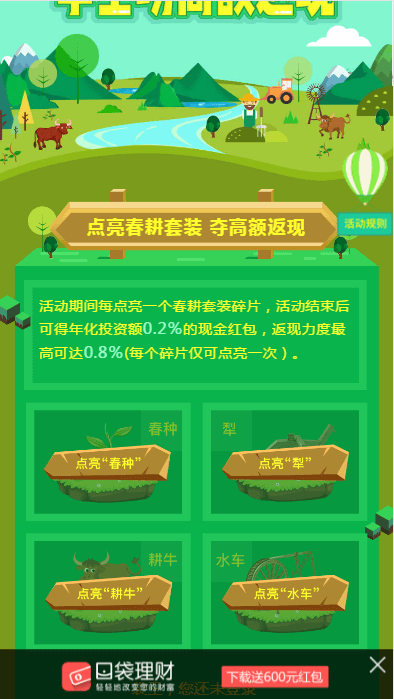 活动规则
点亮春耕套装 夺高额返现
活动期间每点亮一个春耕套装碎片，活动结束后
可得年化投资额0.2%的现金红包，返现力度最
高可达0.8%(每个碎片仅可点亮一次）。
春种
点亮“春种”
犁
点亮“犁”
耕牛
点亮“耕牛”
水车
点亮“水车”
口袋理财
轻轻地改变您的财富
下载送600元红包
您还未登录